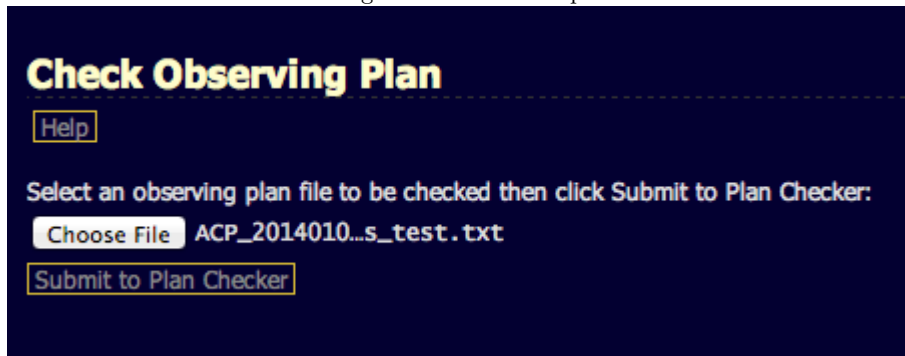 Check Observing Plan
Help
Select an observing plan file to be checked then click Submit to Plan Checker:
Choose File ACP_2014010...s_test.txt
Submit to Plan Checker